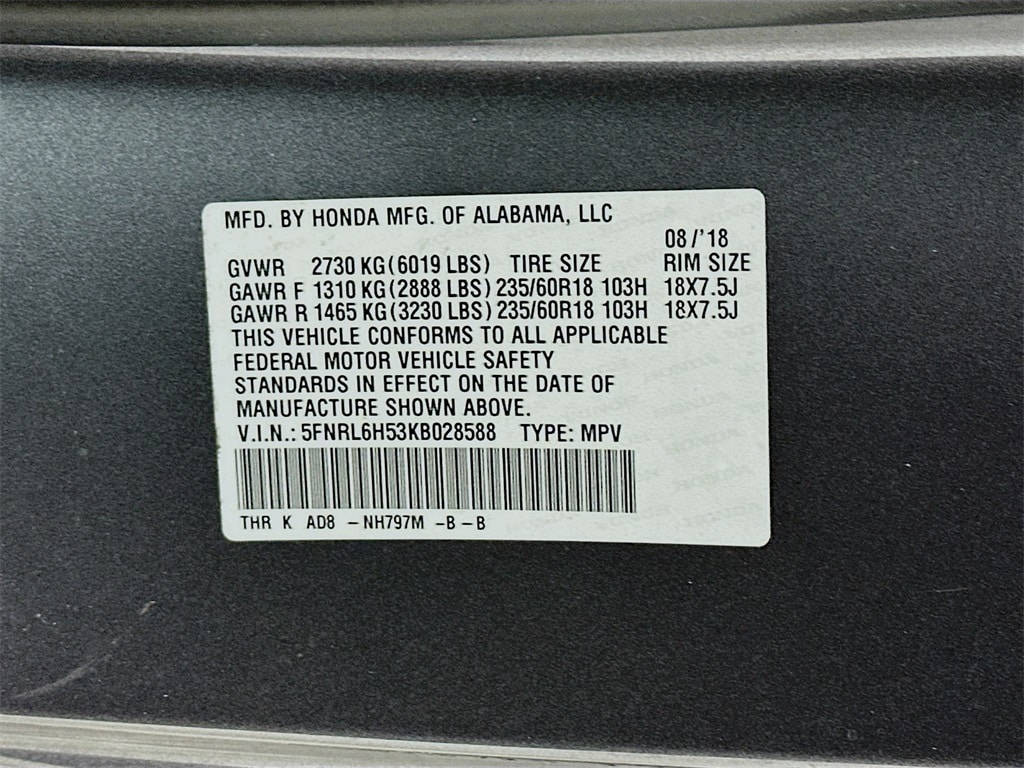 MFD. BY HONDA MFG. OF ALABAMA, LLC
08/'18
GVWR 2730 KG (6019 LBS) TIRE SIZE RIM SIZE
GAWR F 1310 KG (2888 LBS) 235/60R18 103H 18X7.5J
GAWR R 1465 KG (3230 LBS) 235/60R18 103H 18X7.5J
THIS VEHICLE CONFORMS TO ALL APPLICABLE
FEDERAL MOTOR VEHICLE SAFETY
STANDARDS IN EFFECT ON THE DATE OF
MANUFACTURE SHOWN ABOVE.
V.I.N.: 5FNRL6H53KB028588 TYPE: MPV
THR K AD8 - NH797M - B - B